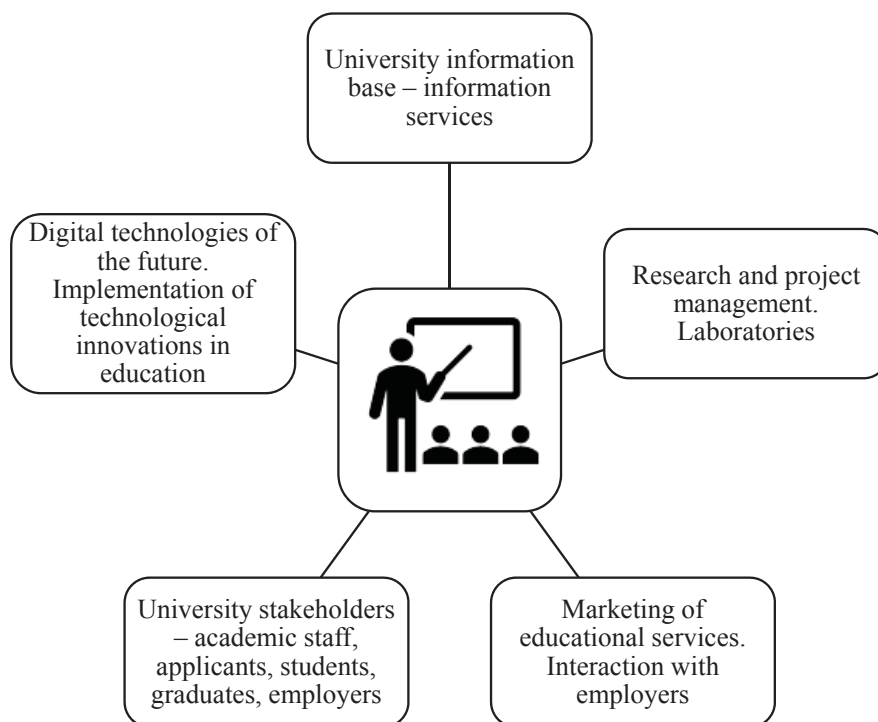 University information
base – information
services
Digital technologies of
the future.
Implementation of
technological
innovations in
education
Research and project
management.
Laboratories
University stakeholders
– academic staff,
applicants, students,
graduates, employers
Marketing of
educational services.
Interaction with
employers